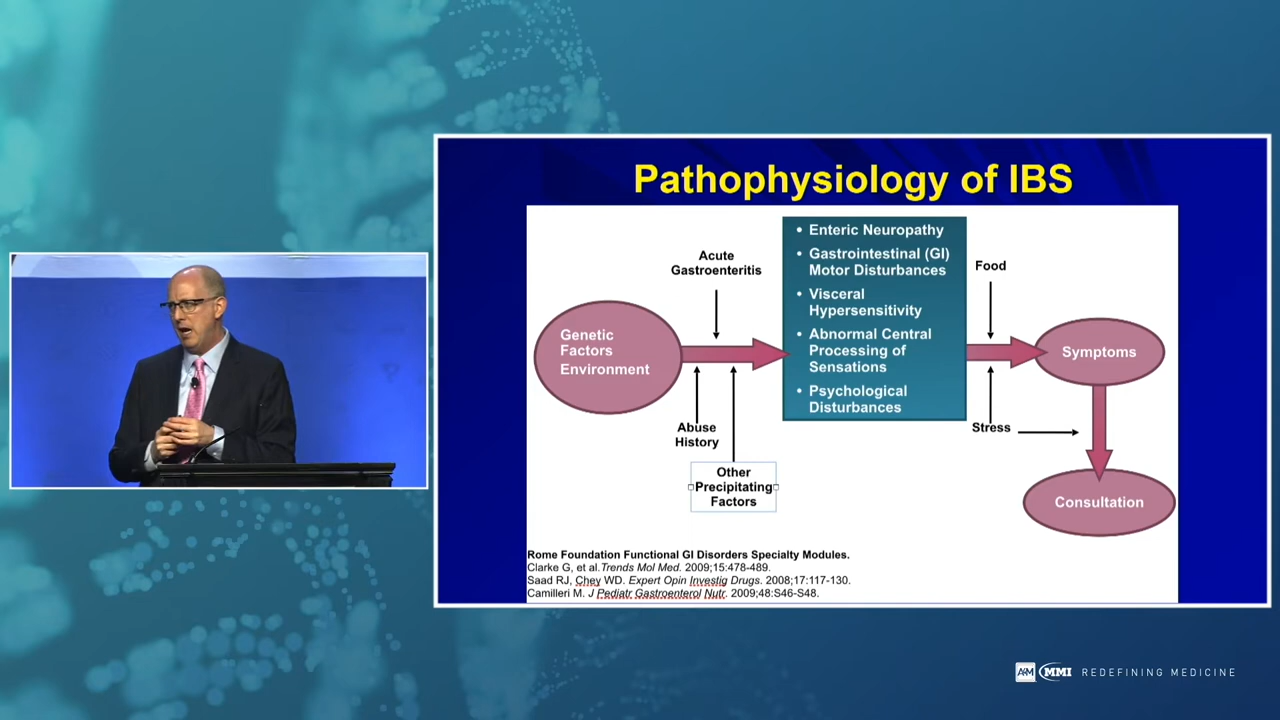 Pathophysiology of IBS
Genetic
Factors
Environment
Acute
Gastroenteritis
Abuse
History
Other
Precipitating
Factors
• Enteric Neuropathy
• Gastrointestinal (GI)
Motor Disturbances
• Visceral
Hypersensitivity
• Abnormal Central
Processing of
Sensations
• Psychological
Disturbances
Food
Stress
Symptoms
Consultation
Rome Foundation Functional GI Disorders Specialty Modules.
Clarke G, et al.Trends Mol Med. 2009;15:478-489.
Saad RJ, Chey WD. Expert Opin Investig Drugs. 2008;17:117-130.
Camilleri M. J Pediatr Gastroenterol Nutr. 2009;48:S46-S48.
A4M MMI REDEFINING MEDICINE